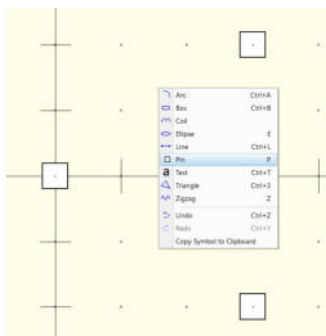 Arc Ctrl+A
Box Ctrl+B
Coil
Ellipse E
Line Ctrl+L
Pin P
a Text Ctrl+T
Triangle Ctrl+3
Zigzag Z
Undo Ctrl+Z
Redo Ctrl+Y
Copy Symbol to Clipboard